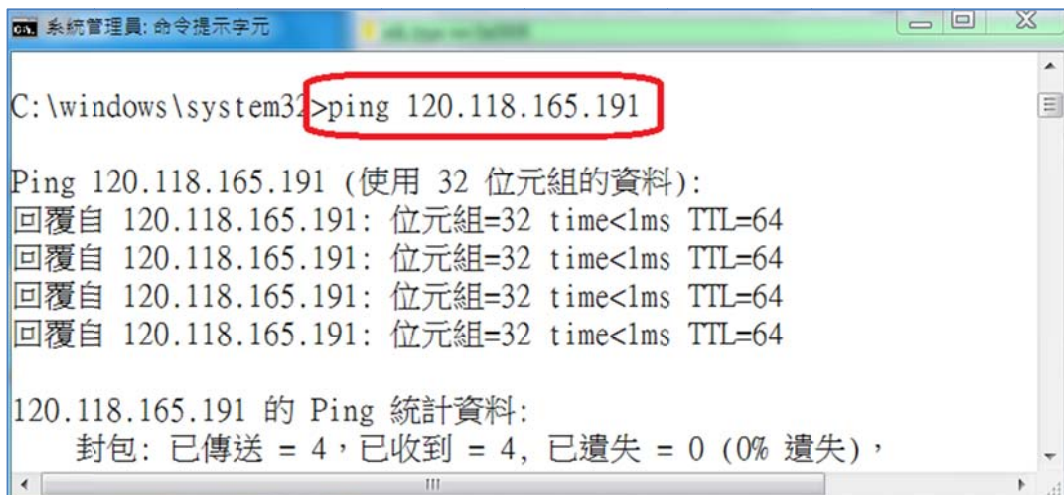 系統管理員: 命令提示字元
C:\windows\system32>ping 120.118.165.191
Ping 120.118.165.191 (使用 32 位元組的資料):
回覆自 120.118.165.191: 位元組=32 time<1ms TTL=64
回覆自 120.118.165.191: 位元組=32 time<1ms TTL=64
回覆自 120.118.165.191: 位元組=32 time<1ms TTL=64
回覆自 120.118.165.191: 位元組=32 time<1ms TTL=64
120.118.165.191 的 Ping 統計資料:
封包: 已傳送 = 4，已收到 = 4, 已遺失 = 0 (0% 遺失)，